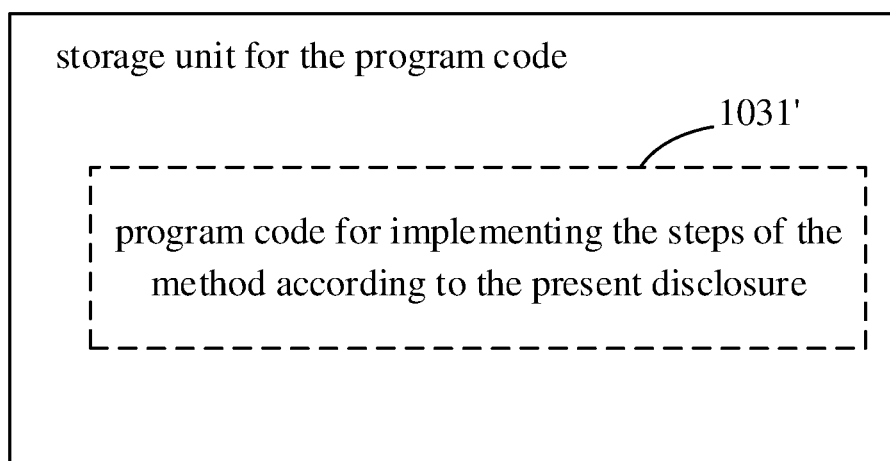 storage unit for the program code
1031'
program code for implementing the steps of the
method according to the present disclosure